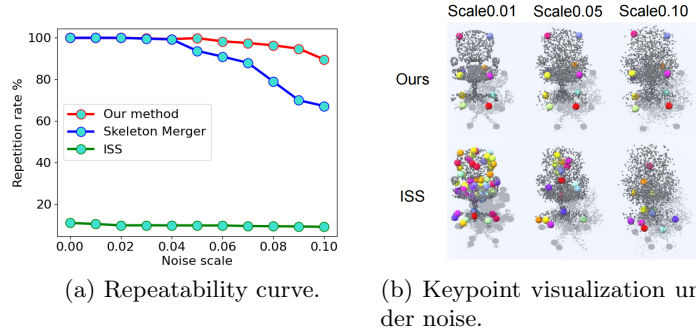 Scale0.01 Scale0.05 Scale0.10
100
80
60
40
20
Repetition rate %
Our method
Skeleton Merger
ISS
0.00 0.02 0.04 0.06 0.08 0.10
Noise scale
Ours
ISS
(a) Repeatability curve.
(b) Keypoint visualization un
der noise.